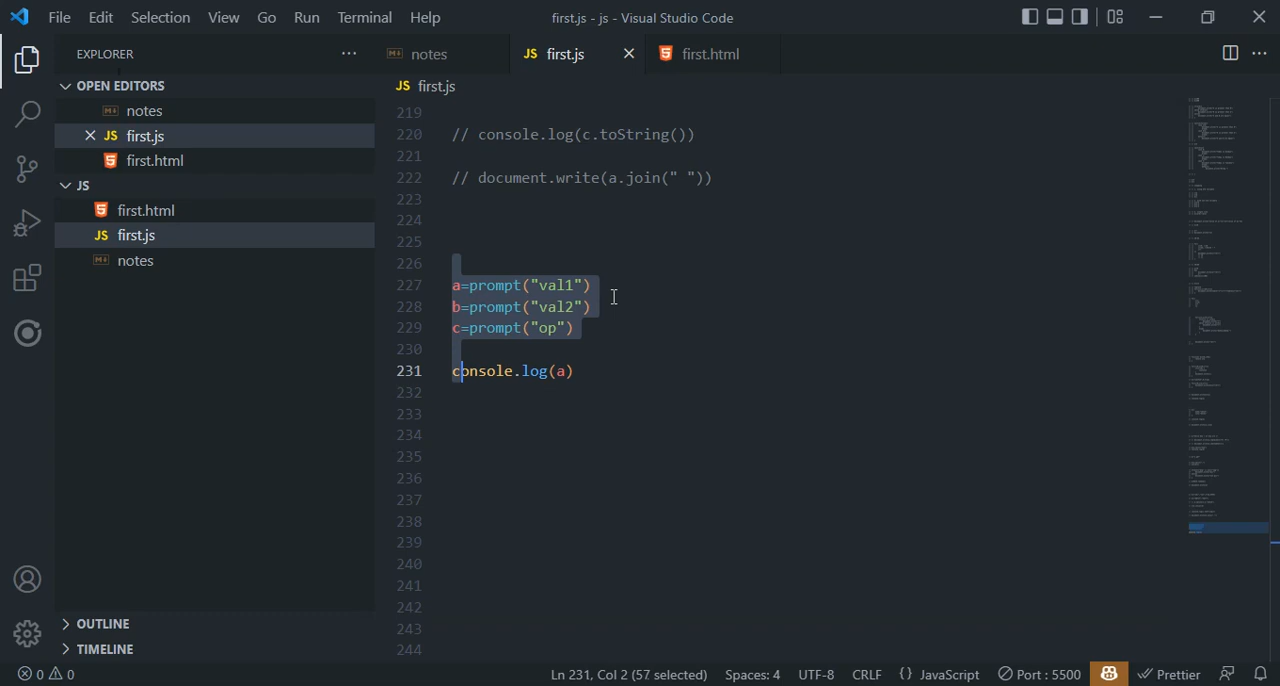 File Edit Selection View Go Run Terminal Help first.js - js - Visual Studio Code
EXPLORER
notes
JS first.js
first.html
OPEN EDITORS
notes
JS first.js
first.html
JS
first.html
JS first.js
notes
JS first.js
219
220 // console.log(c.toString())
221
222 // document.write(a.join(" "))
223
224
225
226
227 a=prompt("val1")
228 b=prompt("val2")
229 c=prompt("op")
230
231 console.log(a)
232
233
234
235
236
237
238
239
240
241
242
243
244
OUTLINE
TIMELINE
0 0 Ln 231, Col 2 (57 selected) Spaces: 4 UTF-8 CRLF {} JavaScript Port : 5500 Prettier